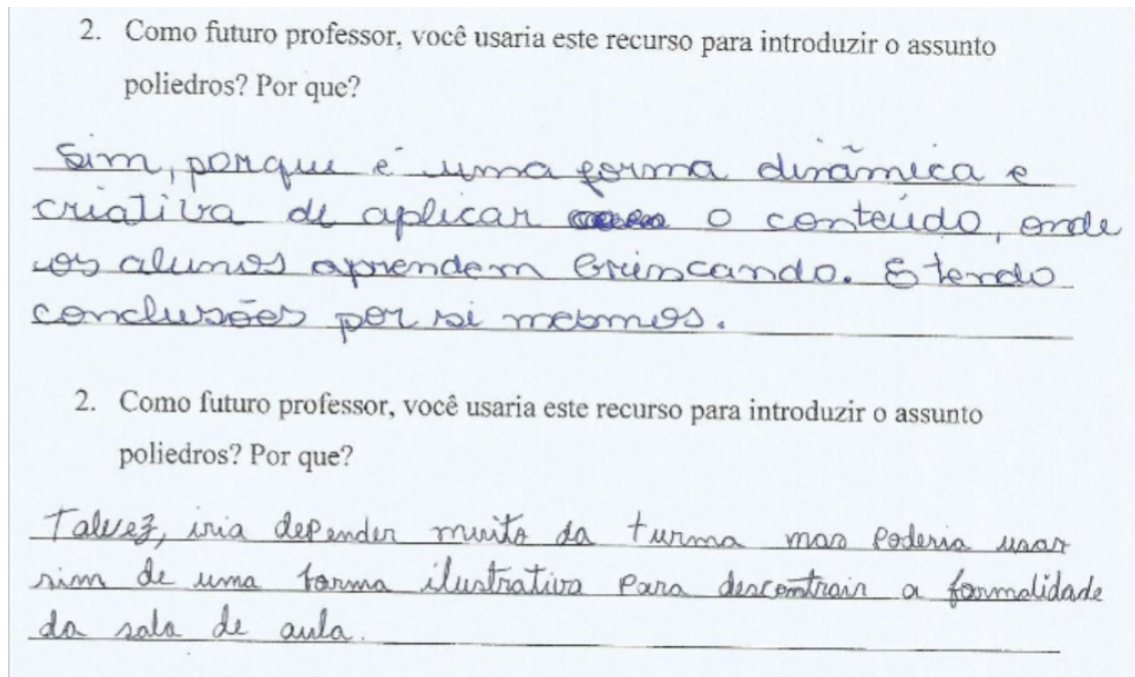 2. Como futuro professor, você usaria este recurso para introduzir o assunto
poliedros? Por que?
Sim, porque é uma forma dinâmica e
criativa de aplicar o conteúdo, onde
os alunos aprendem brincando. E tendo
conclusões por si mesmos.
2. Como futuro professor, você usaria este recurso para introduzir o assunto
poliedros? Por que?
Talvez, iria depender muito da turma mas poderia usar
sim de uma forma ilustrativa para descontrair a formalidade
da sala de aula.